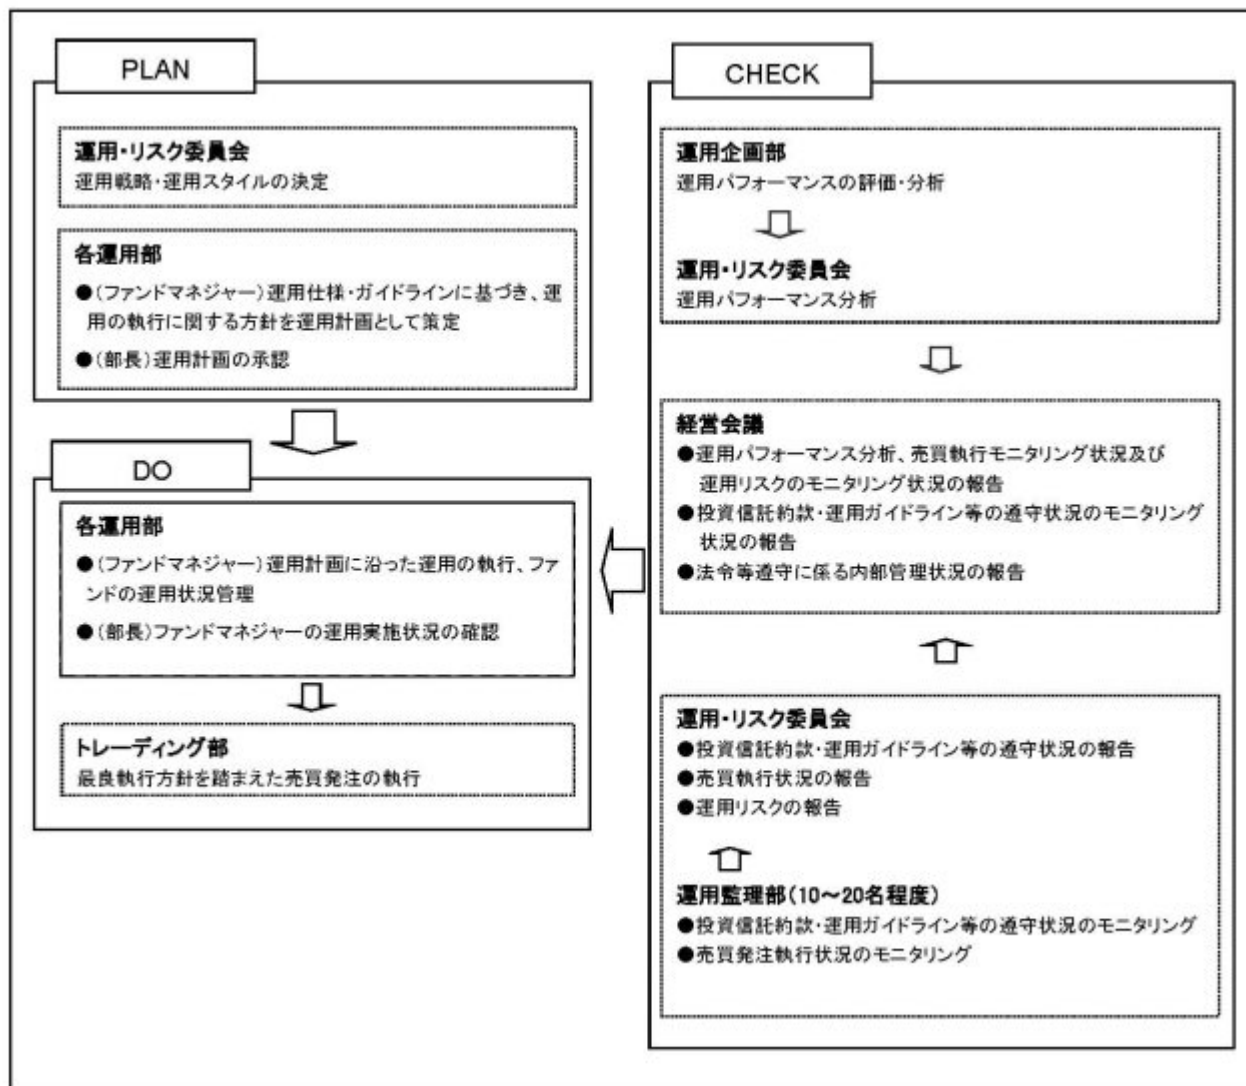 PLAN
運用・リスク委員会
運用戦略・運用スタイルの決定
各運用部
●(ファンドマネジャー)運用仕様・ガイドラインに基づき、運
用の執行に関する方針を運用計画として策定
●(部長)運用計画の承認
DO
各運用部
●(ファンドマネジャー)運用計画に沿った運用の執行、ファ
ンドの運用状況管理
●(部長)ファンドマネジャーの運用実施状況の確認
トレーディング部
最良執行方針を踏まえた売買発注の執行
CHECK
運用企画部
運用パフォーマンスの評価・分析
運用・リスク委員会
運用パフォーマンス分析
経営会議
●運用パフォーマンス分析、売買執行モニタリング状況及び
運用リスクのモニタリング状況の報告
●投資信託約款・運用ガイドライン等の遵守状況のモニタリング
状況の報告
●法令等遵守に係る内部管理状況の報告
運用・リスク委員会
●投資信託約款・運用ガイドライン等の遵守状況の報告
●売買執行状況の報告
●運用リスクの報告
運用監理部(10～20名程度)
●投資信託約款・運用ガイドライン等の遵守状況のモニタリング
●売買発注執行状況のモニタリング